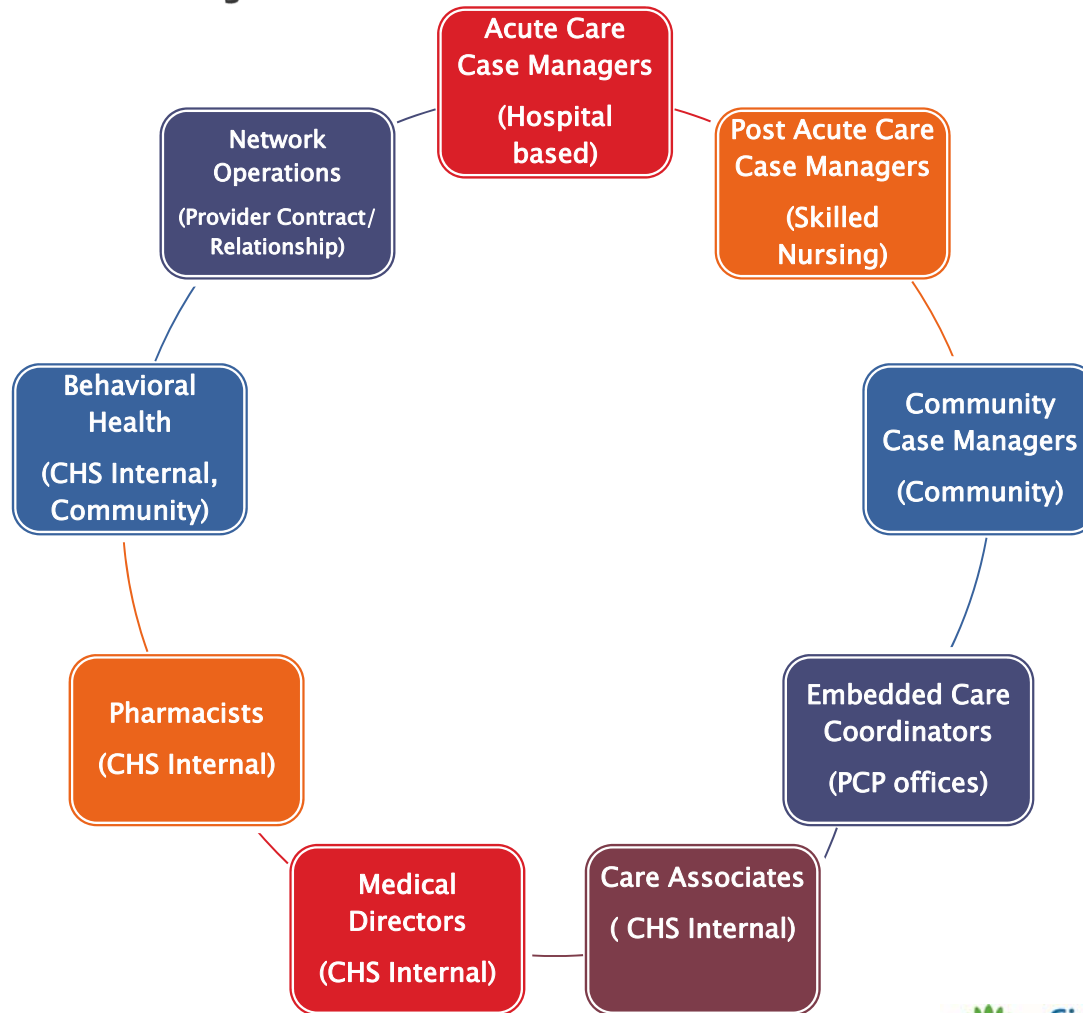 Acute Care
Case Managers
(Hospital
based)
Post Acute Care
Case Managers
(Skilled
Nursing)
Community
Case Managers
(Community)
Embedded Care
Coordinators
(PCP offices)
Care Associates
( CHS Internal)
Medical
Directors
(CHS Internal)
Pharmacists
(CHS Internal)
Behavioral
Health
(CHS Internal,
Community)
Network
Operations
(Provider Contract/
Relationship)